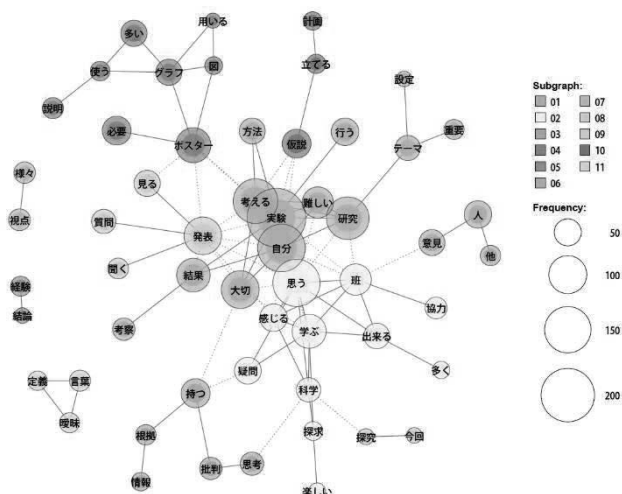 多い
用いる
計画
使う
グラフ
図
立てる
説明
設定
必要
ポスター
方法
仮説
行う
テーマ
重要
様々
見る
考える
難しい
視点
質問
発表
実験
研究
人
自分
意見
他
聞く
結果
大切
思う
班
経験
結論
考察
感じる
学ぶ
出来る
協力
疑問
多く
定義
言葉
曖昧
持つ
科学
根拠
探求
探究
今回
情報
批判
思考
楽しい
Subgraph:
01 07
02 08
03 09
04 10
05 11
06
Frequency:
50
100
150
200